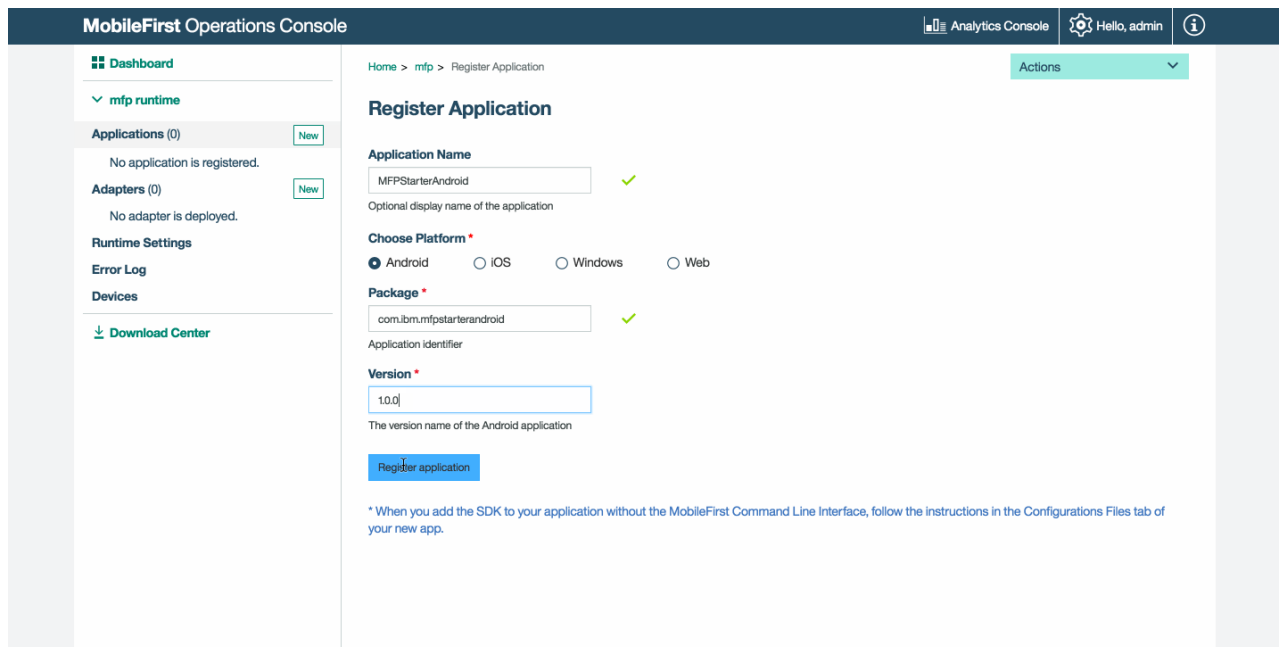 MobileFirst Operations Console
Analytics Console
Hello, admin
Dashboard
mfp runtime
Applications (0)
New
No application is registered.
Adapters (0)
New
No adapter is deployed.
Runtime Settings
Error Log
Devices
Download Center
Home > mfp > Register Application
Actions
Register Application
Application Name
MFPStarterAndroid
Optional display name of the application
Choose Platform *
Android iOS Windows Web
Package *
com.ibm.mfpstarterandroid
Application identifier
Version *
1.0.0
The version name of the Android application
Register application
* When you add the SDK to your application without the MobileFirst Command Line Interface, follow the instructions in the Configurations Files tab of
your new app.